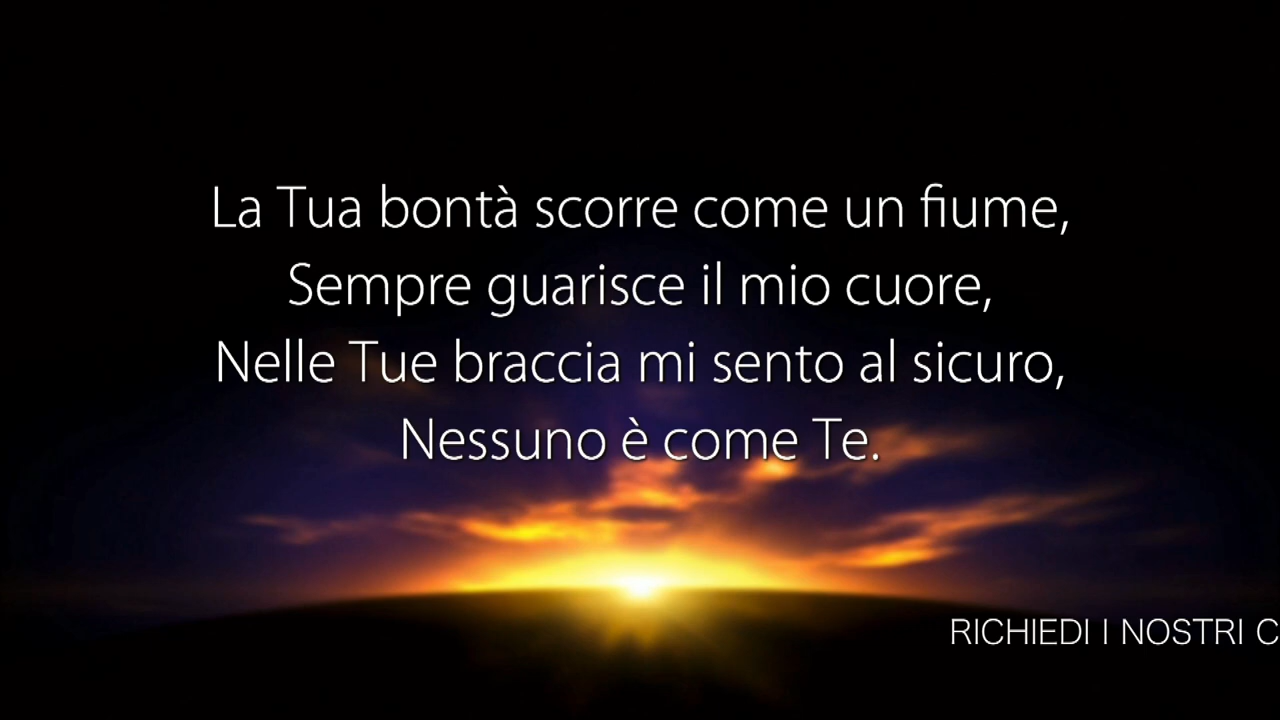 La Tua bontà scorre come un fiume,
Sempre guarisce il mio cuore,
Nelle Tue braccia mi sento al sicuro,
Nessuno è come Te.
RICHIEDI I NOSTRI C